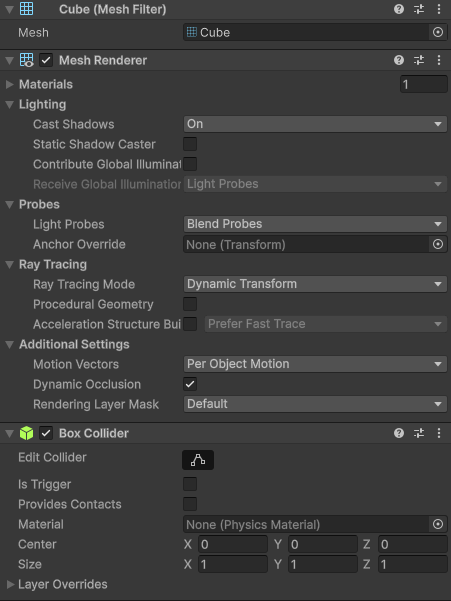 Cube (Mesh Filter)
Mesh Cube
Mesh Renderer
Materials 1
Lighting
Cast Shadows On
Static Shadow Caster
Contribute Global Illuminat
Receive Global Illumination Light Probes
Probes
Light Probes Blend Probes
Anchor Override None (Transform)
Ray Tracing
Ray Tracing Mode Dynamic Transform
Procedural Geometry
Acceleration Structure Bui Prefer Fast Trace
Additional Settings
Motion Vectors Per Object Motion
Dynamic Occlusion
Rendering Layer Mask Default
Box Collider
Edit Collider
Is Trigger
Provides Contacts
Material None (Physics Material)
Center X 0 Y 0 Z 0
Size X 1 Y 1 Z 1
Layer Overrides